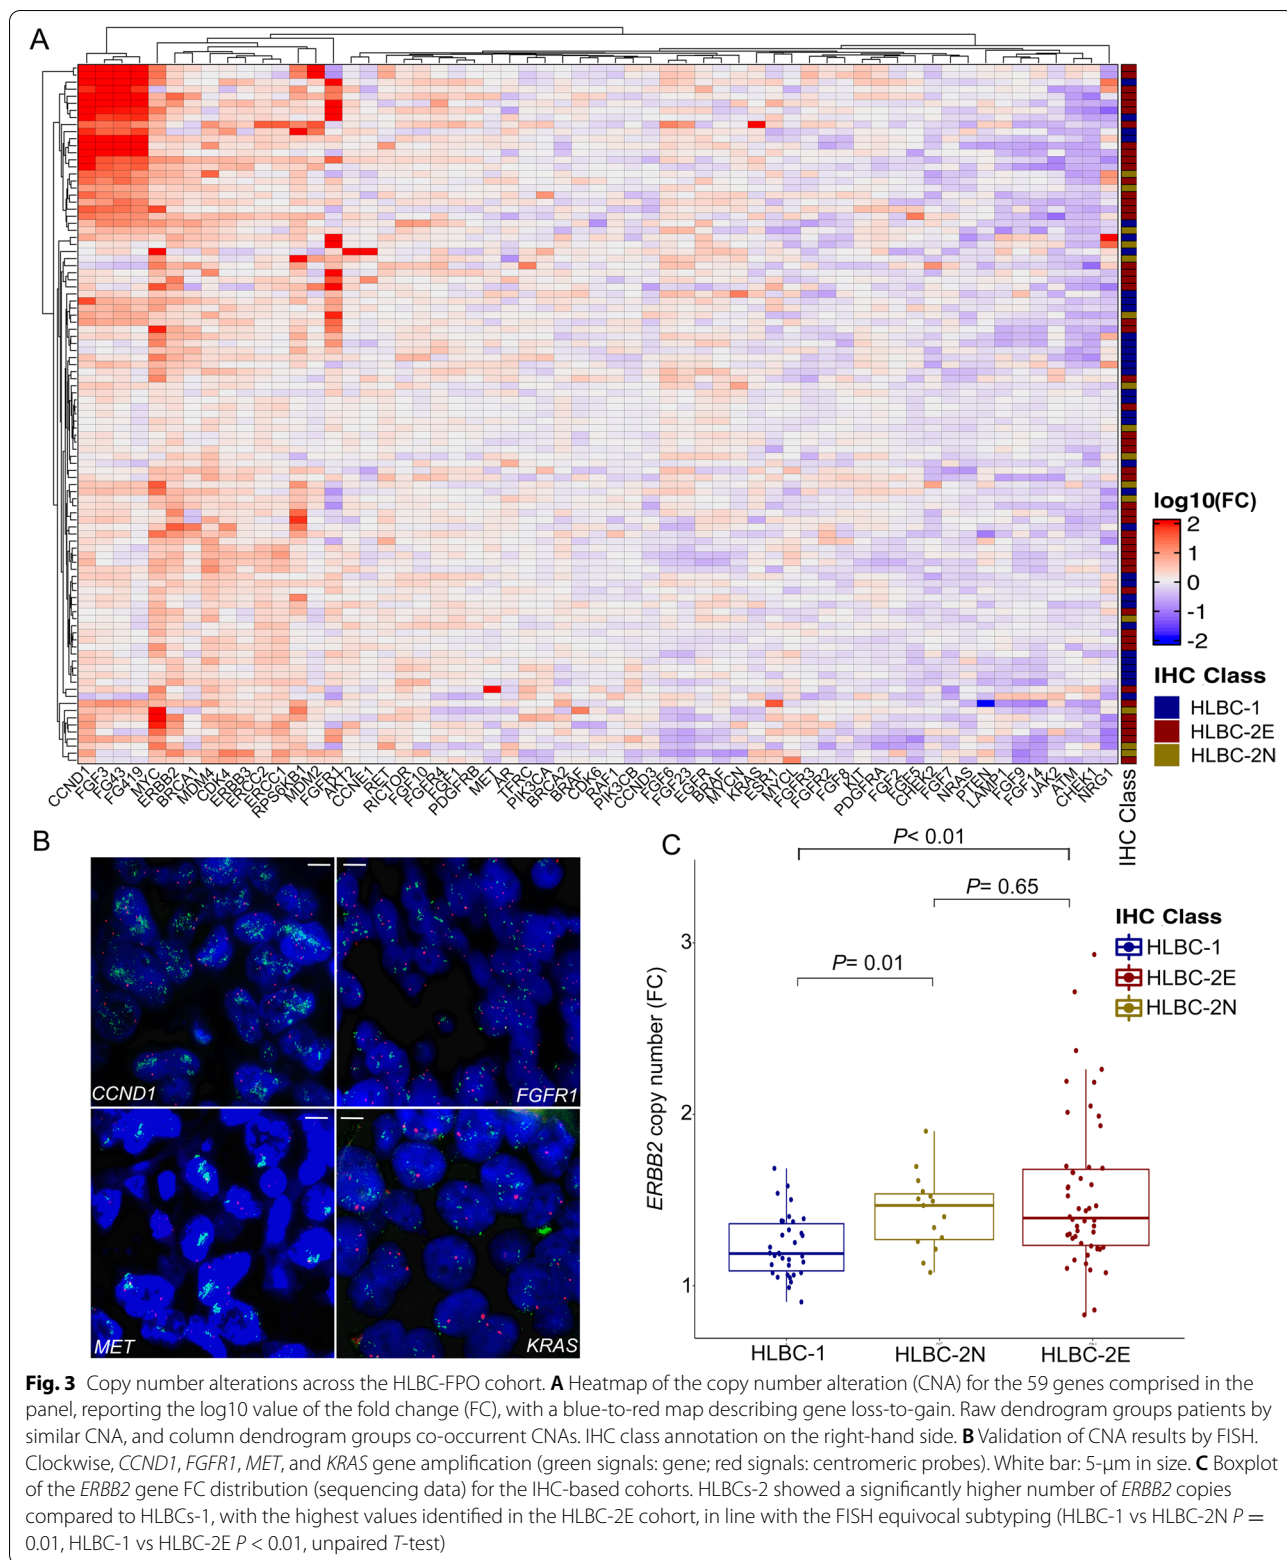 A
CCND1
FGF3
FG43
FG419
MYC
ERBB2
BRCA1
MDM4
CDK4
ERBB3
ERCC2
ERCC1
RPS6KB1
MDM2
FGFR1
AKT2
CCNE1
RET
RICTOR
FGF10
FGFR4
FGF1
PDGFRB
MET
AR
TFRC
PIK3CA
BRCA2
BRAF
CDK6
RAF1
PIK3CB
CCND3
FGF6
FGF23
EGFR
BRAF
MYCN
KRAS
ESR1
MYCL
FGFR3
FGFR2
FGF8
KIT
PDGFRA
FGF2
FGF5
CHEK2
FGF7
NRAS
PTEN
LAMP1
FGF9
FGF14
JAK2
ATM
CHEK1
NRG1
IHC Class
log10(FC)
2
1
0
-1
-2
IHC Class
HLBC-1
HLBC-2E
HLBC-2N
B
CCND1
FGFR1
MET
KRAS
C
P< 0.01
P= 0.65
P= 0.01
ERBB2 copy number (FC)
3
2
1
HLBC-1
HLBC-2N
HLBC-2E
IHC Class
HLBC-1
HLBC-2E
HLBC-2N
Fig. 3 Copy number alterations across the HLBC-FPO cohort. A Heatmap of the copy number alteration (CNA) for the 59 genes comprised in the
panel, reporting the log10 value of the fold change (FC), with a blue-to-red map describing gene loss-to-gain. Raw dendrogram groups patients by
similar CNA, and column dendrogram groups co-occurrent CNAs. IHC class annotation on the right-hand side. B Validation of CNA results by FISH.
Clockwise, CCND1, FGFR1, MET, and KRAS gene amplification (green signals: gene; red signals: centromeric probes). White bar: 5-μm in size. C Boxplot
of the ERBB2 gene FC distribution (sequencing data) for the IHC-based cohorts. HLBCs-2 showed a significantly higher number of ERBB2 copies
compared to HLBCs-1, with the highest values identified in the HLBC-2E cohort, in line with the FISH equivocal subtyping (HLBC-1 vs HLBC-2N P =
0.01, HLBC-1 vs HLBC-2E P < 0.01, unpaired T-test)